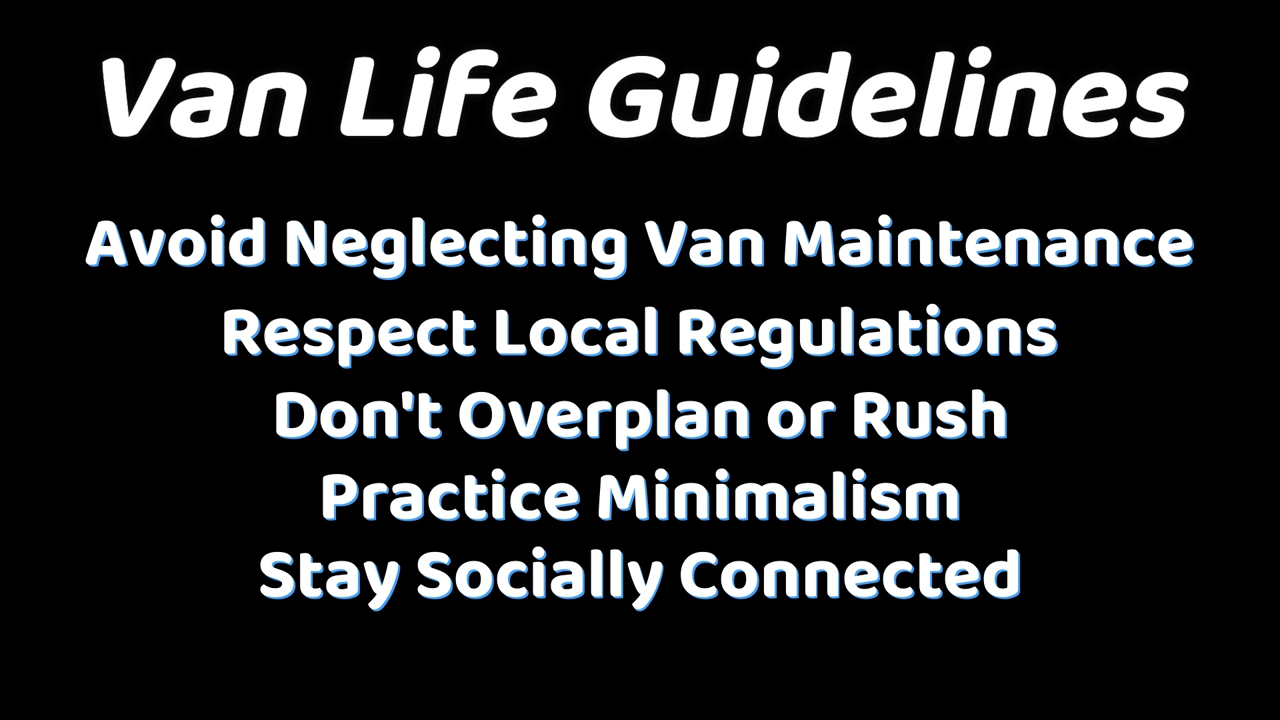 Van Life Guidelines
Avoid Neglecting Van Maintenance
Respect Local Regulations
Don't Overplan or Rush
Practice Minimalism
Stay Socially Connected